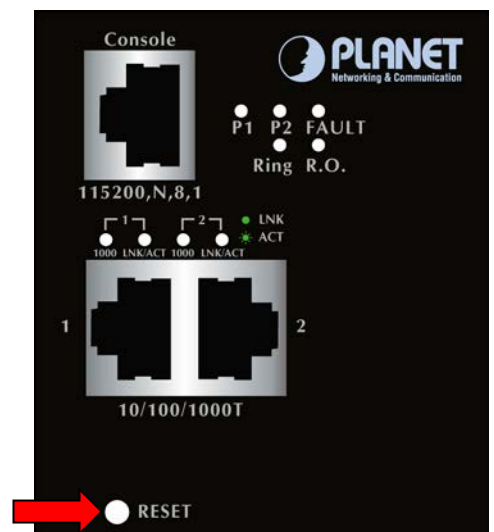 Console
PLANET
Networking & Communication
P1 P2 FAULT
Ring R.O.
115200,N,8,1
1 2 LNK
ACT
1000 LNK/ACT 1000 LNK/ACT
1 2
10/100/1000T
RESET